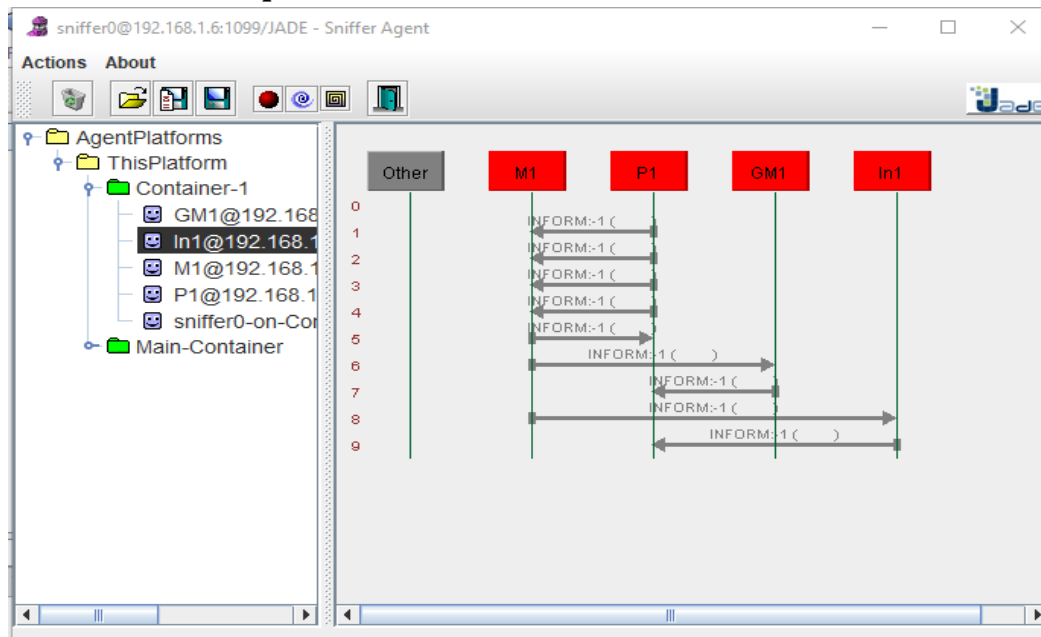 sniffer0@192.168.1.6:1099/JADE - Sniffer Agent
Actions About
Jade
AgentPlatforms
ThisPlatform
Container-1
GM1@192.168
In1@192.168.1
M1@192.168.1
P1@192.168.1
sniffer0-on-Con
Main-Container
Other M1 P1 GM1 In1
0
INFORM:-1 ( )
1
INFORM:-1 ( )
2
INFORM:-1 ( )
3
INFORM:-1 ( )
4
INFORM:-1 ( )
5
INFORM:-1 ( )
6
INFORM:-1 ( )
7
INFORM:-1 ( )
8
INFORM:-1 ( )
9